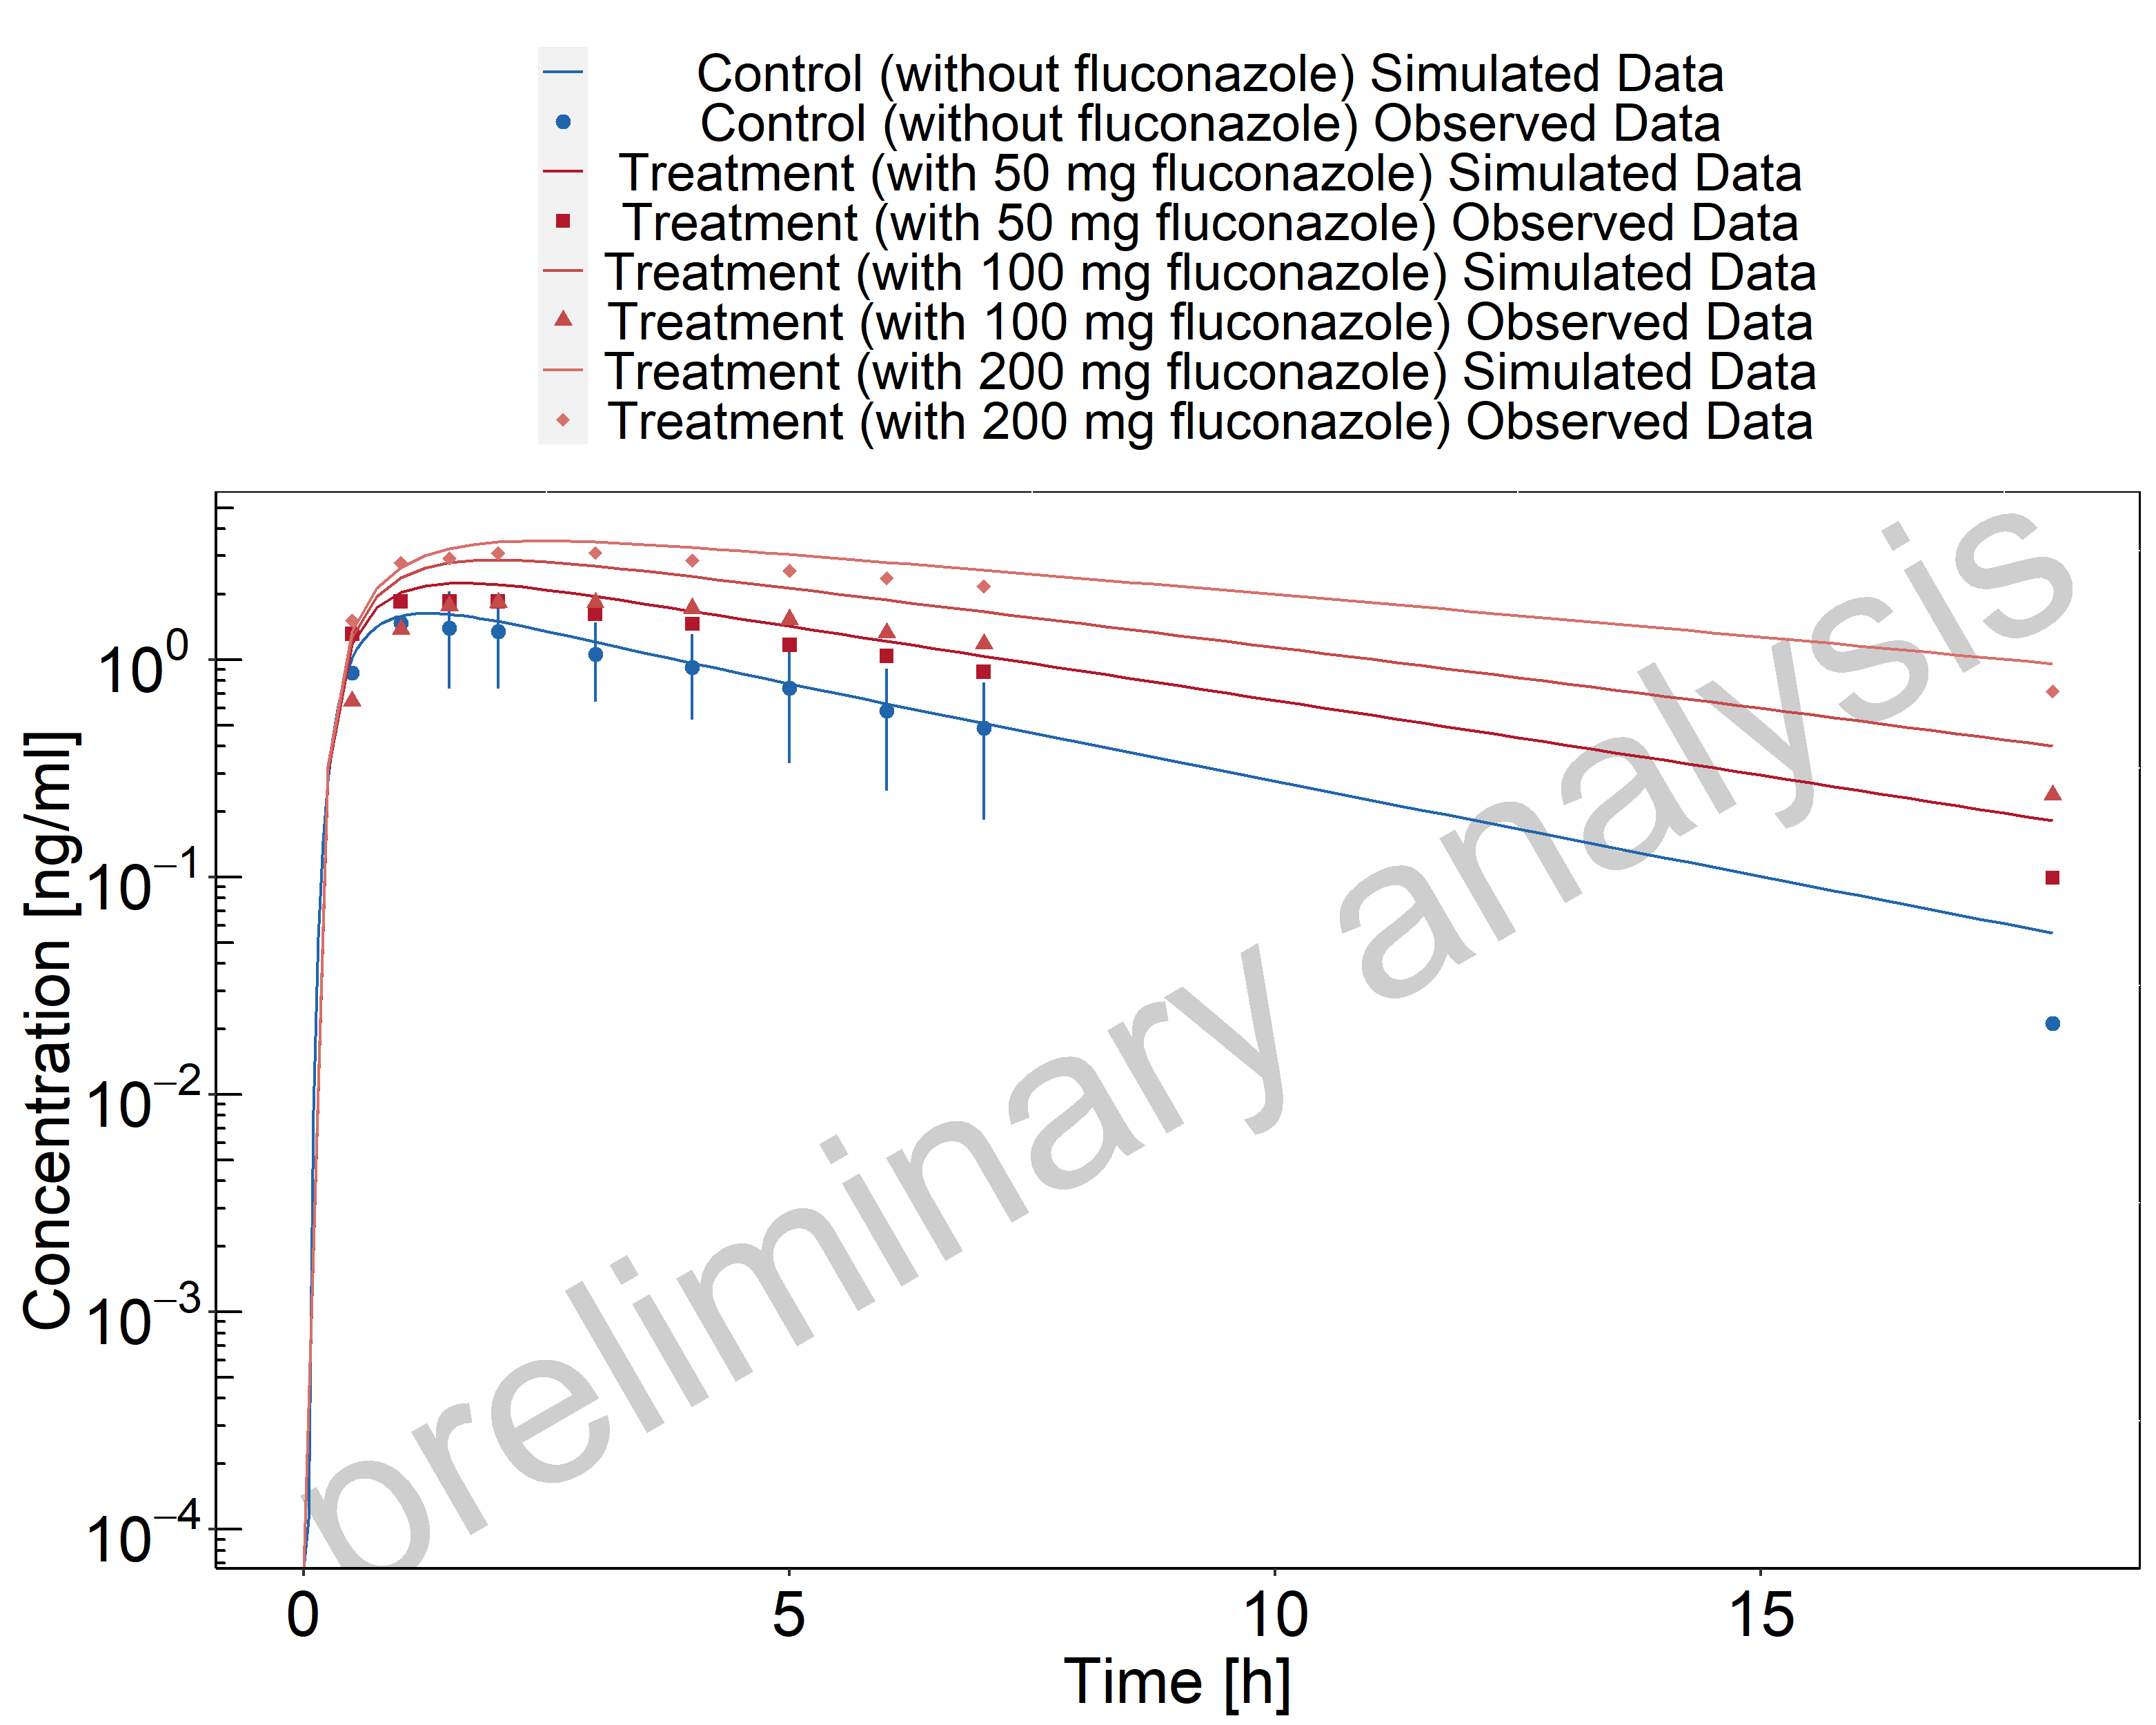 Control (without fluconazole) Simulated Data
Control (without fluconazole) Observed Data
Treatment (with 50 mg fluconazole) Simulated Data
Treatment (with 50 mg fluconazole) Observed Data
Treatment (with 100 mg fluconazole) Simulated Data
Treatment (with 100 mg fluconazole) Observed Data
Treatment (with 200 mg fluconazole) Simulated Data
Treatment (with 200 mg fluconazole) Observed Data
Concentration [ng/ml]
10⁰
10⁻¹
10⁻²
10⁻³
10⁻⁴
preliminary analysis
0 5 10 15
Time [h]